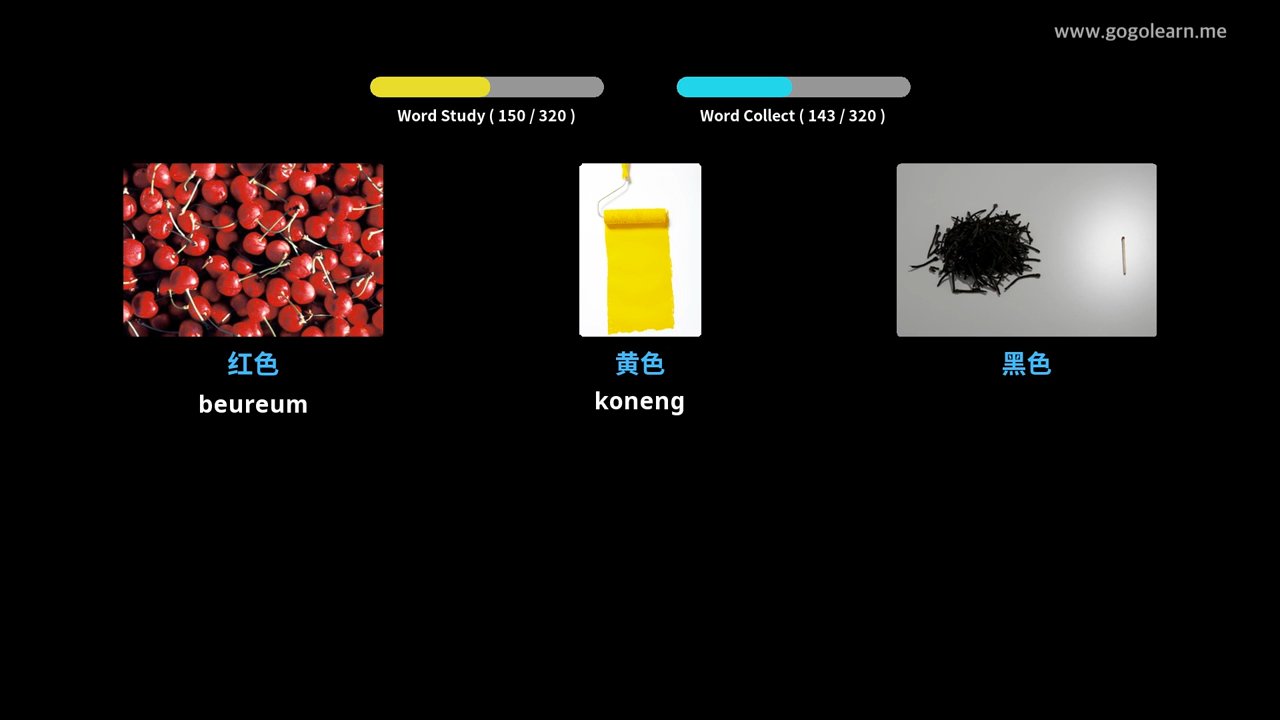 www.gogolearn.me
Word Study ( 150 / 320 )
Word Collect ( 143 / 320 )
红色
黄色
黑色
beureum
koneng